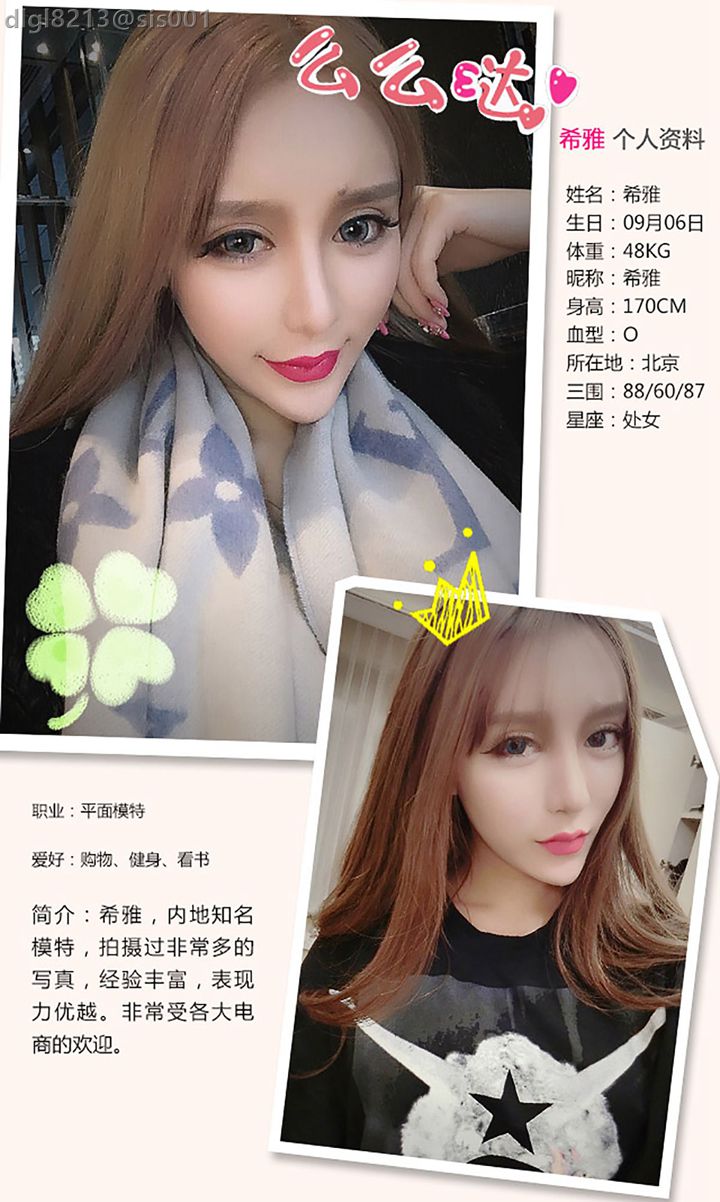 dlgl8213@sis001
么么哒
希雅 个人资料
姓名：希雅
生日：09月06日
体重：48KG
昵称：希雅
身高：170CM
血型：O
所在地：北京
三围：88/60/87
星座：处女
职业：平面模特
爱好：购物、健身、看书
简介：希雅，内地知名
模特，拍摄过非常多的
写真，经验丰富，表现
力优越。非常受各大电
商的欢迎。